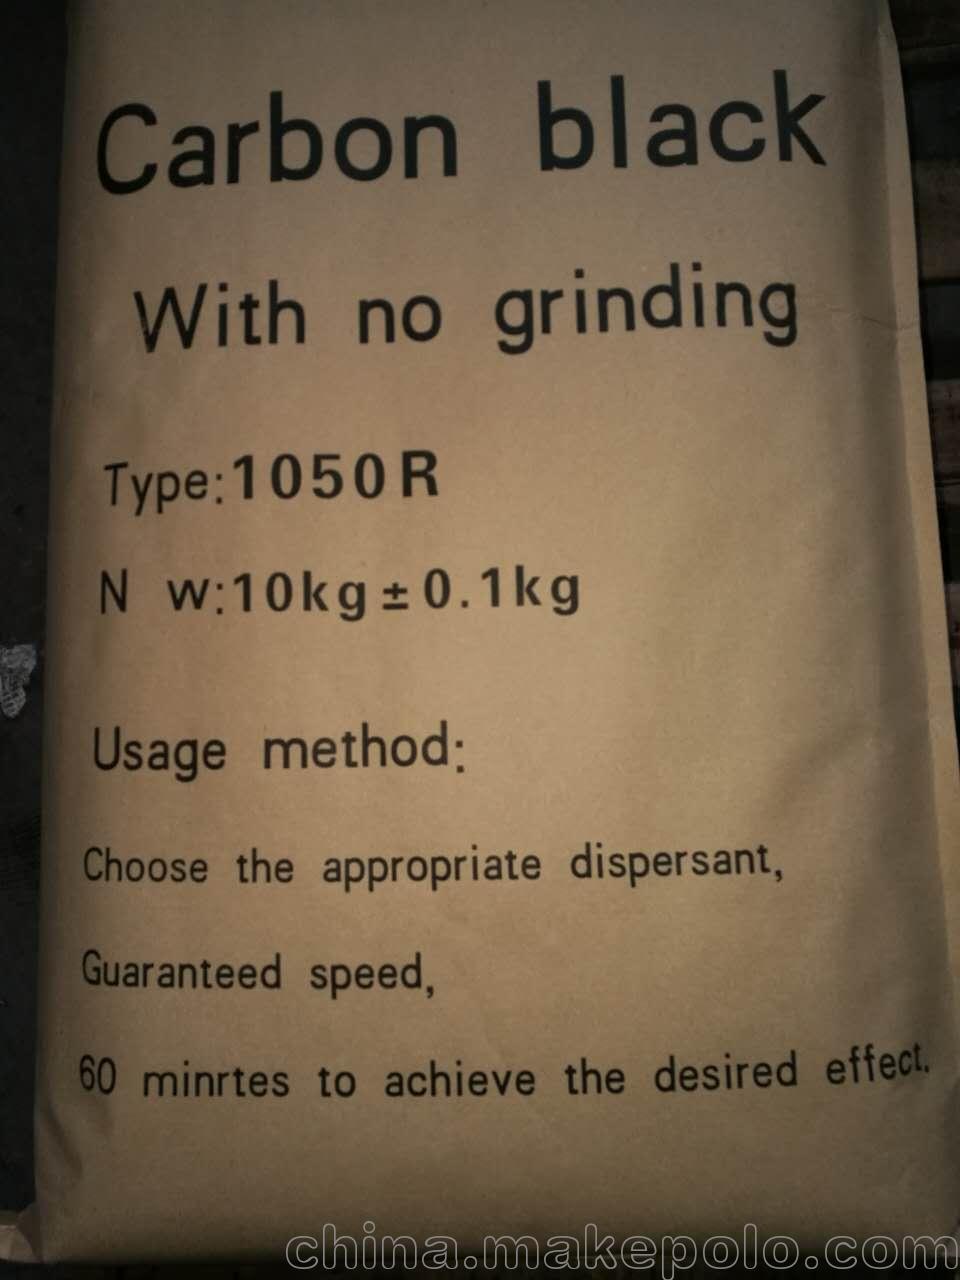 Carbon black
With no grinding
Type:1050R
N w:10kg±0.1kg
Usage method:
Choose the appropriate dispersant,
Guaranteed speed,
60 minrtes to achieve the desired effect.
china.makepolo.com